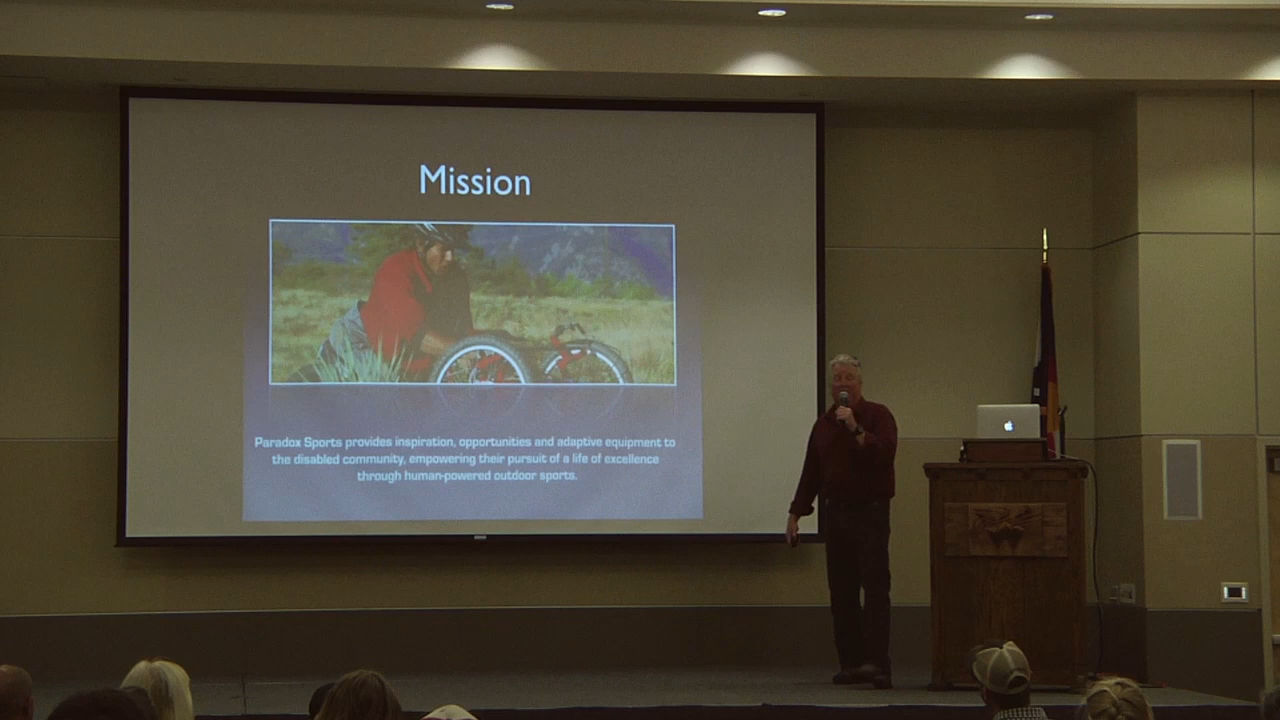 Mission
Paradox Sports provides inspiration, opportunities and adaptive equipment to
the disabled community, empowering their pursuit of a life of excellence
through human-powered outdoor sports.